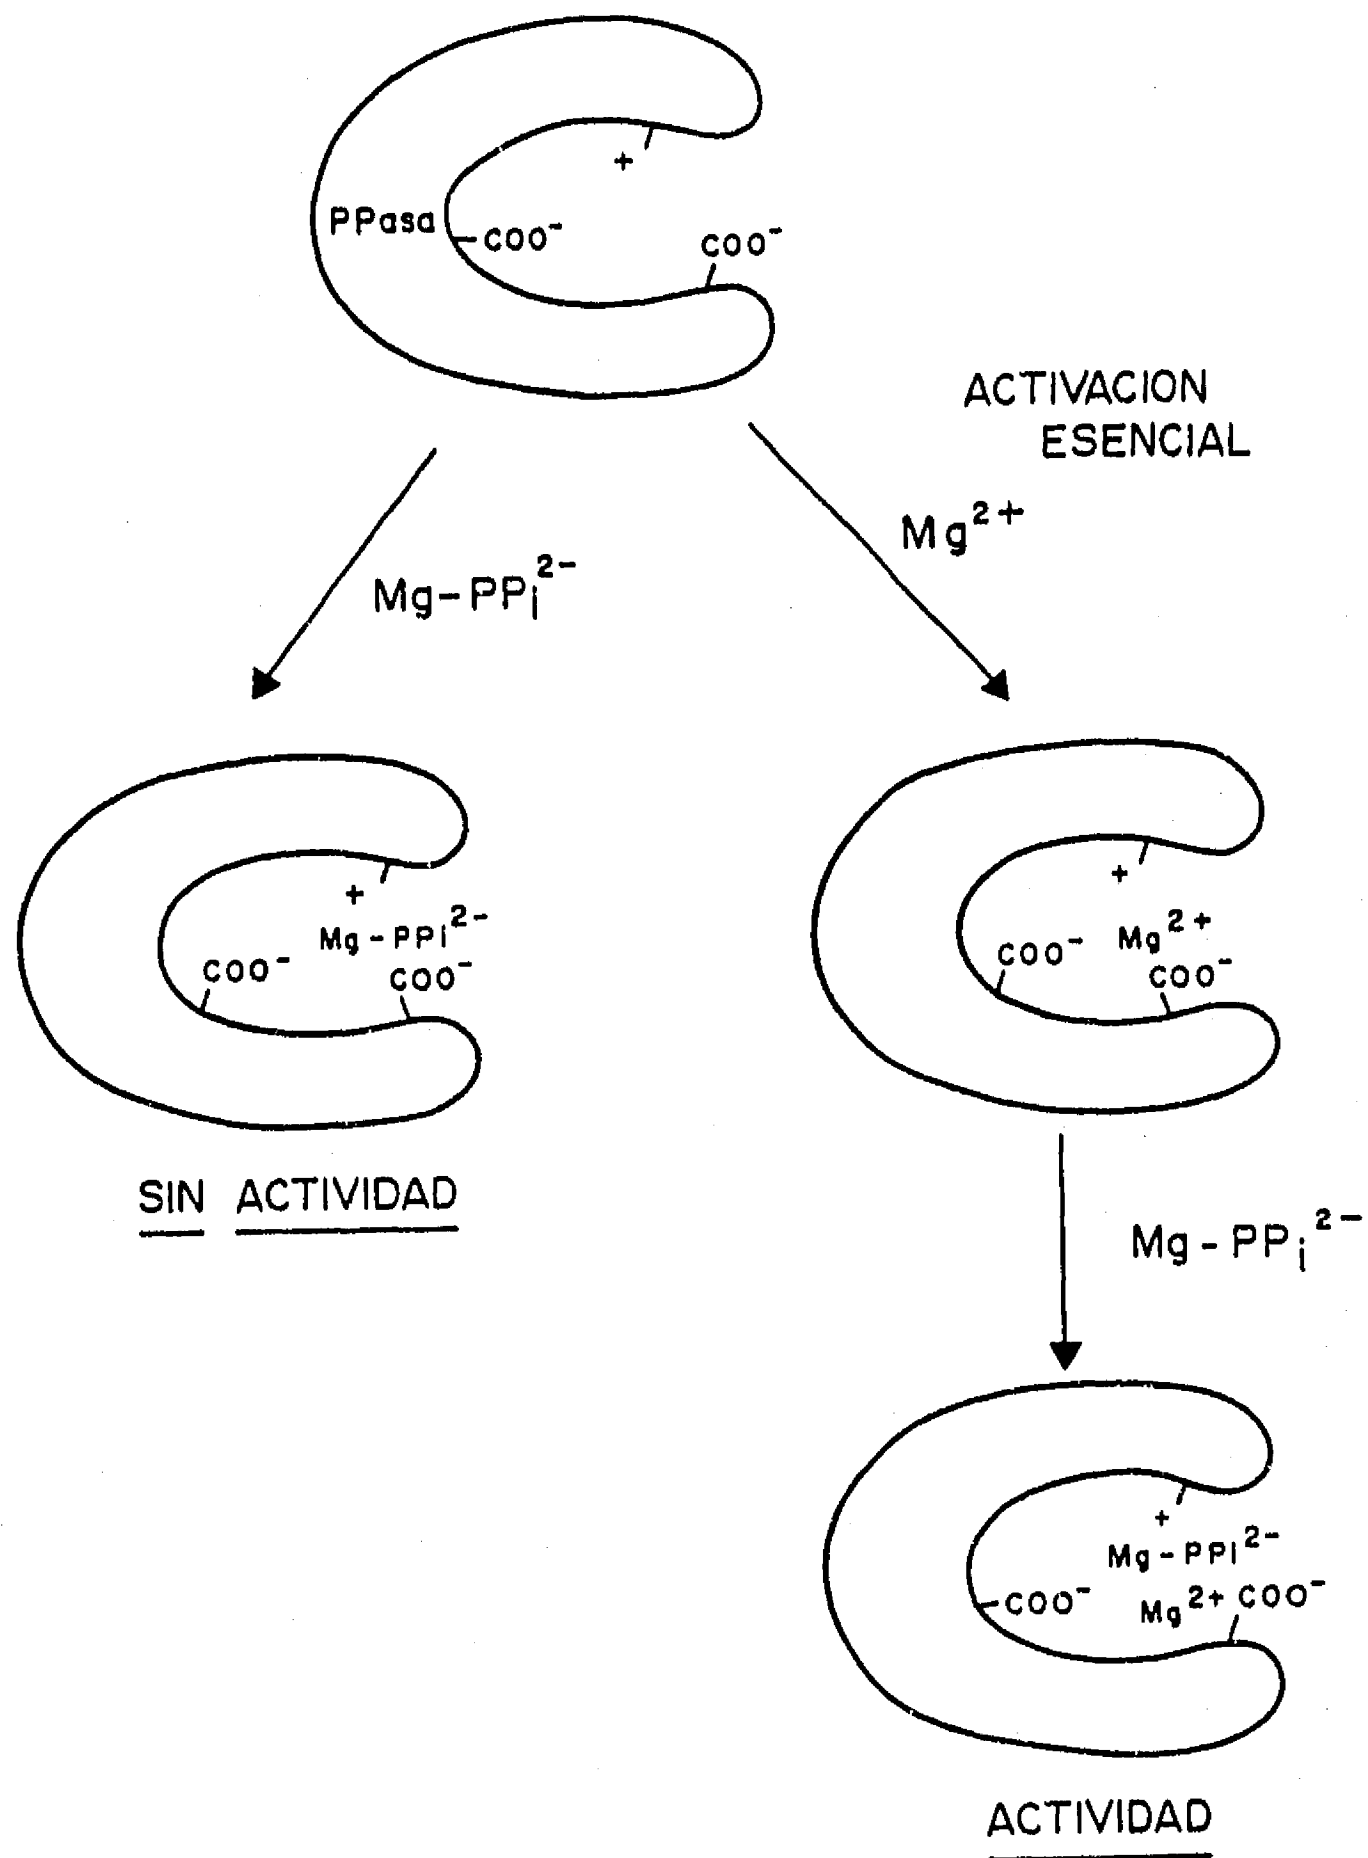 +
PPasa
COO⁻
COO⁻
ACTIVACION
ESENCIAL
Mg²⁺
Mg-PPi²⁻
+
Mg-PPi²⁻
COO⁻
COO⁻
SIN ACTIVIDAD
+
Mg²⁺
COO⁻
COO⁻
Mg-PPi²⁻
+
Mg-PPi²⁻
COO⁻
Mg²⁺ COO⁻
ACTIVIDAD